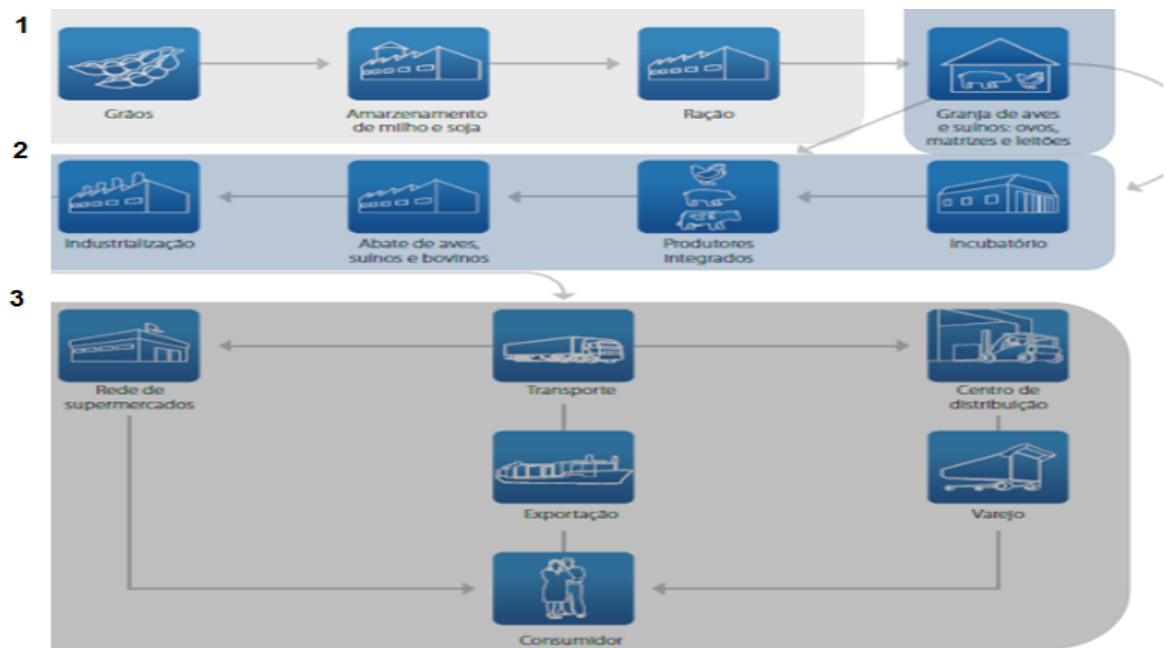 1
Grãos
Amarzenamento
de milho e soja
Ração
Granja de aves
e suínos: ovos,
matrizes e leitões
2
Industrialização
Abate de aves,
suínos e bovinos
Produtores
integrados
Incubatório
3
Rede de
supermercados
Transporte
Centro de
distribuição
Exportação
Varejo
Consumidor